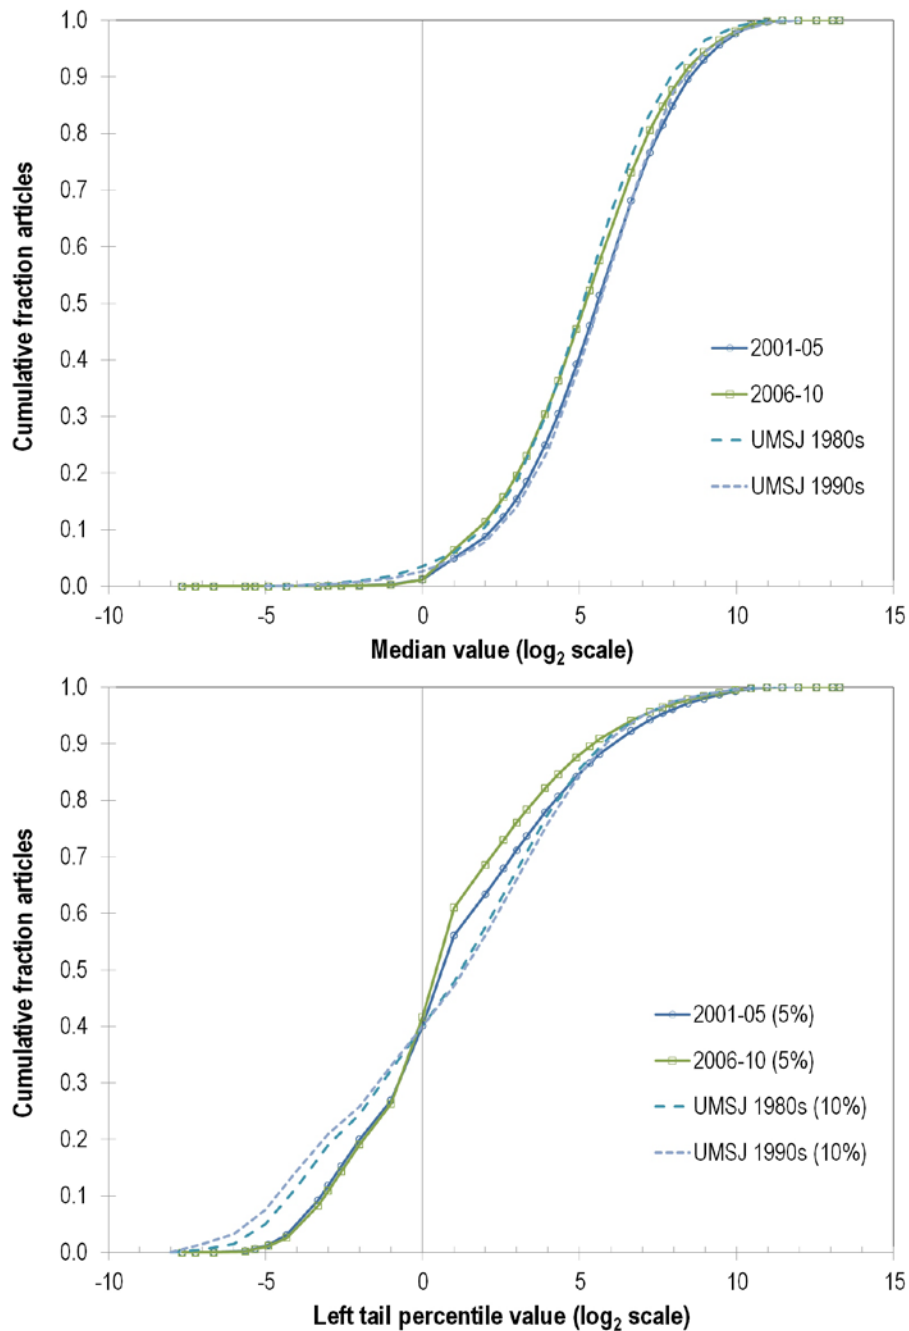 1.0
0.9
0.8
0.7
0.6
0.5
0.4
0.3
0.2
0.1
0.0
Cumulative fraction articles
2001-05
2006-10
UMSJ 1980s
UMSJ 1990s
-10 -5 0 5 10 15
Median value (log2 scale)
1.0
0.9
0.8
0.7
0.6
0.5
0.4
0.3
0.2
0.1
0.0
Cumulative fraction articles
2001-05 (5%)
2006-10 (5%)
UMSJ 1980s (10%)
UMSJ 1990s (10%)
-10 -5 0 5 10 15
Left tail percentile value (log2 scale)